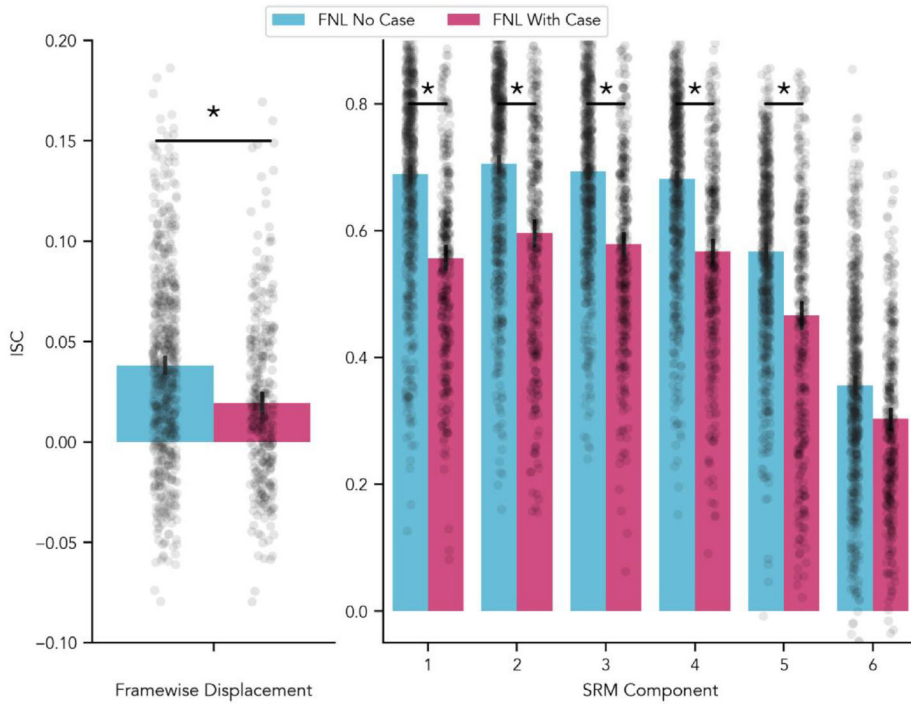 FNL No Case FNL With Case
0.20
0.15
0.10
0.05
0.00
−0.05
−0.10
ISC
*
Framewise Displacement
0.8
0.6
0.4
0.2
0.0
* * * * *
1 2 3 4 5 6
SRM Component